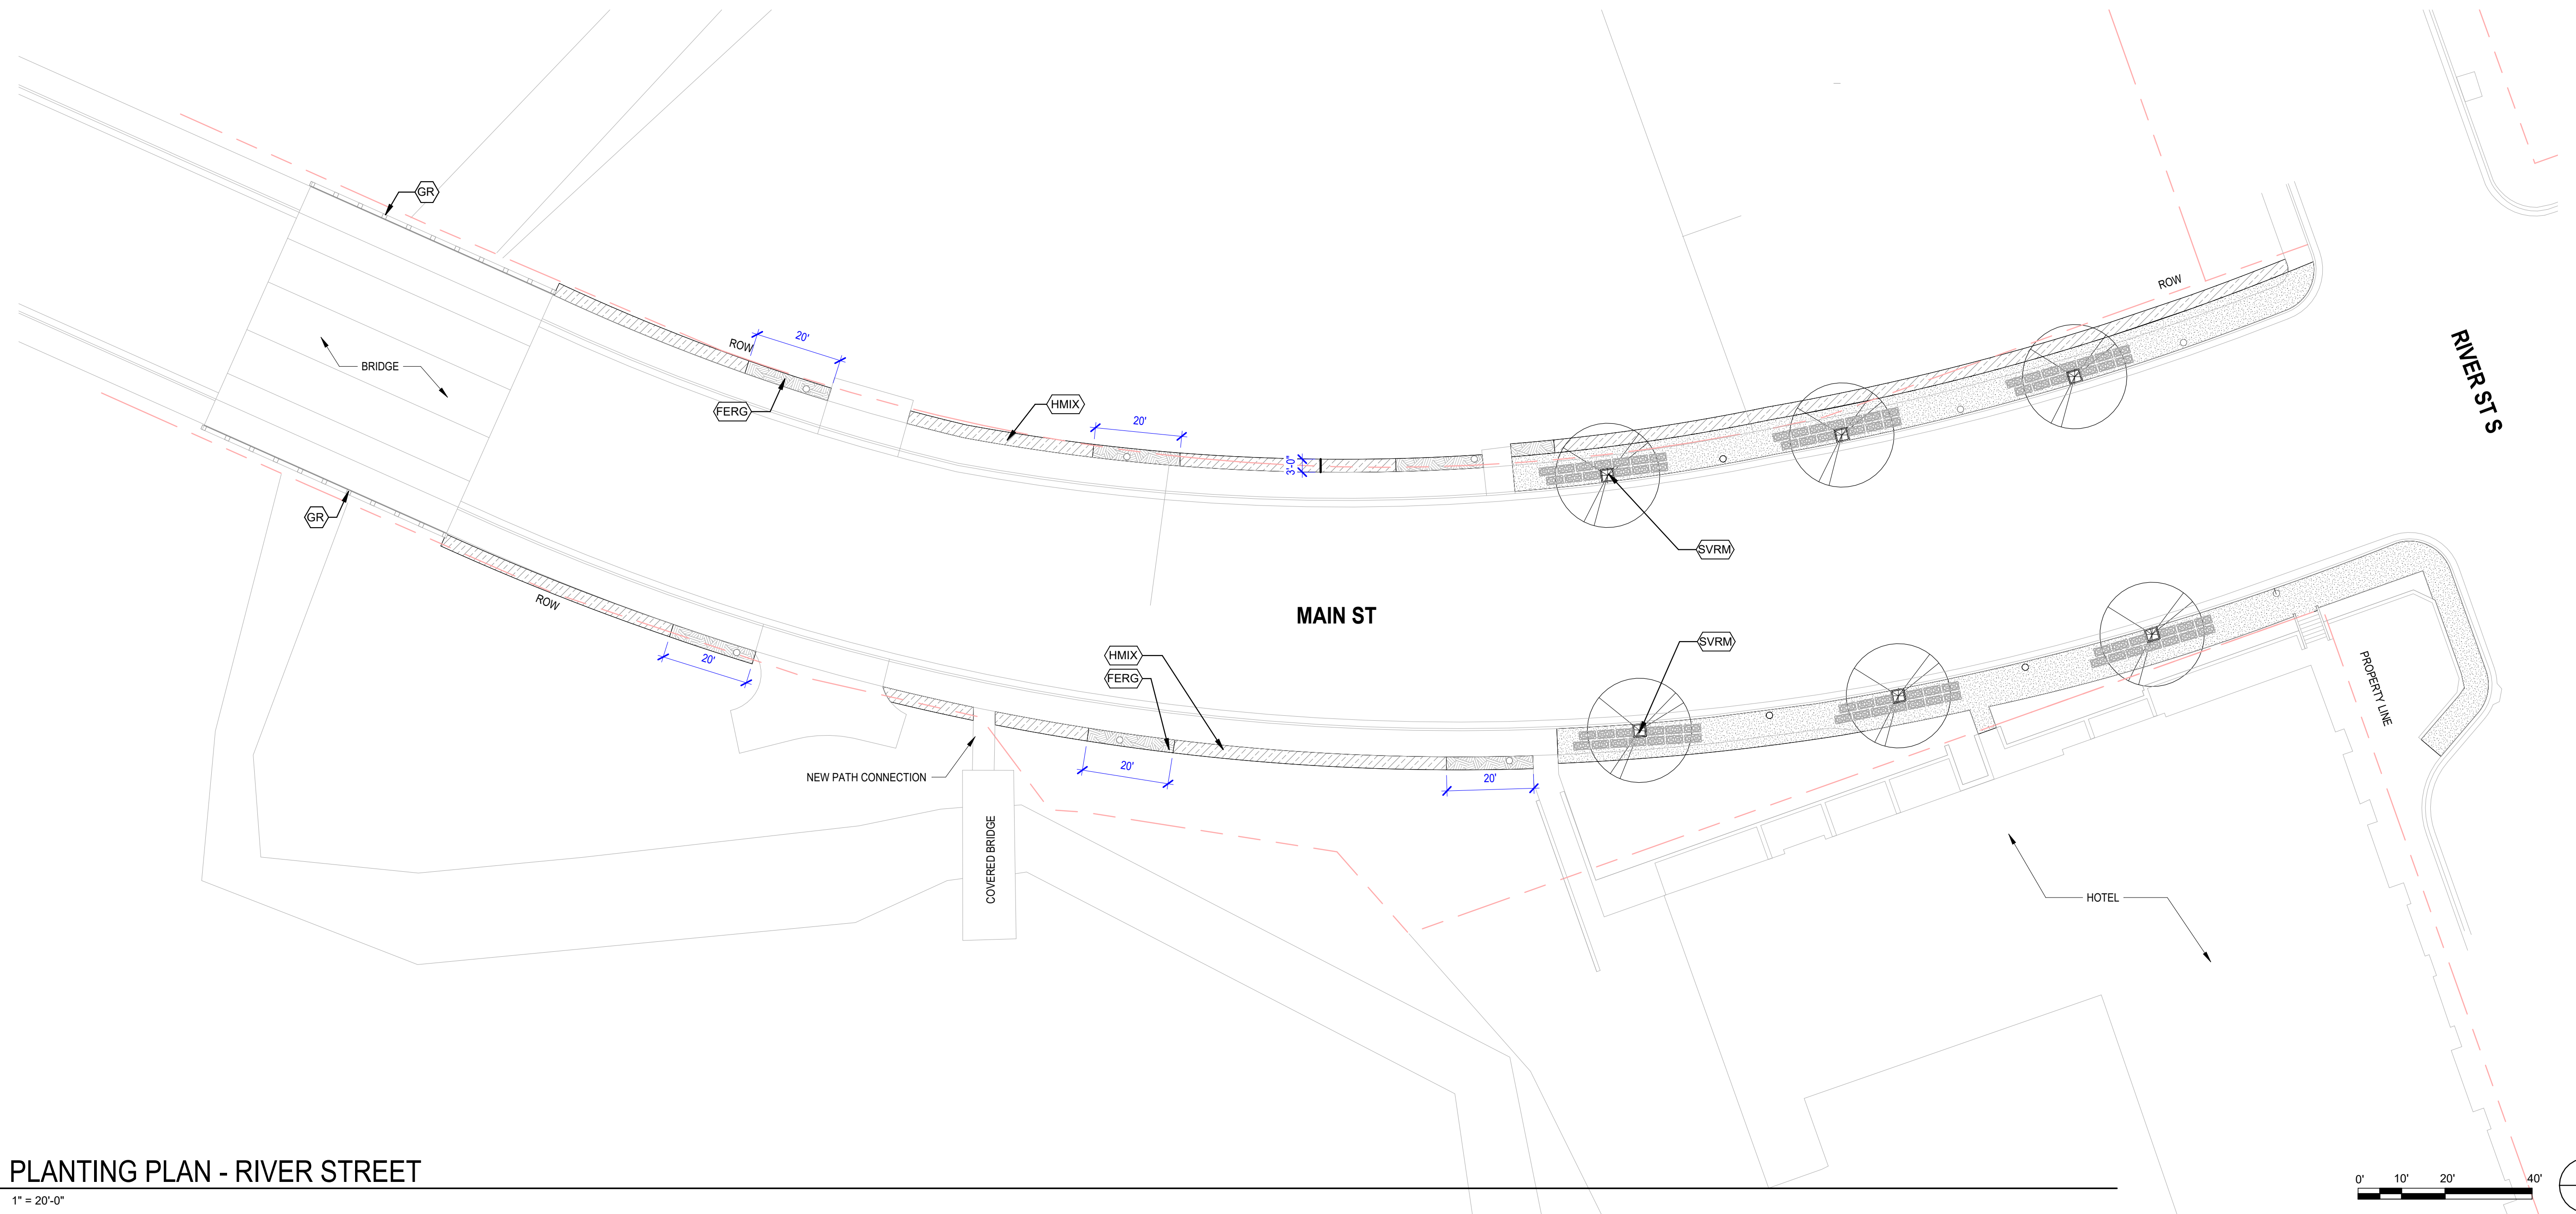 GR
ROW
20'
BRIDGE
ROW
FERG
HMIX
20'
3'-0"
GR
SVRM
RIVER ST S
ROW
20'
MAIN ST
HMIX
FERG
SVRM
PROPERTY LINE
NEW PATH CONNECTION
20'
20'
COVERED BRIDGE
HOTEL
PLANTING PLAN - RIVER STREET
1" = 20'-0"
0' 10' 20' 40'